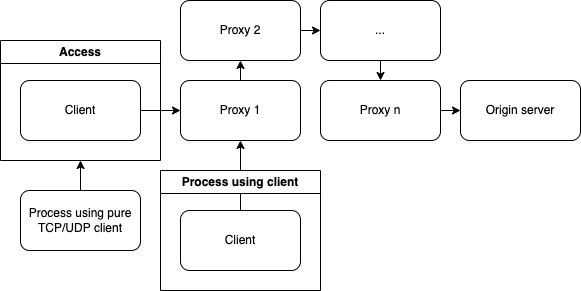 Proxy 2
...
Access
Client
Proxy 1
Proxy n
Origin server
Process using client
Process using pure
TCP/UDP client
Client